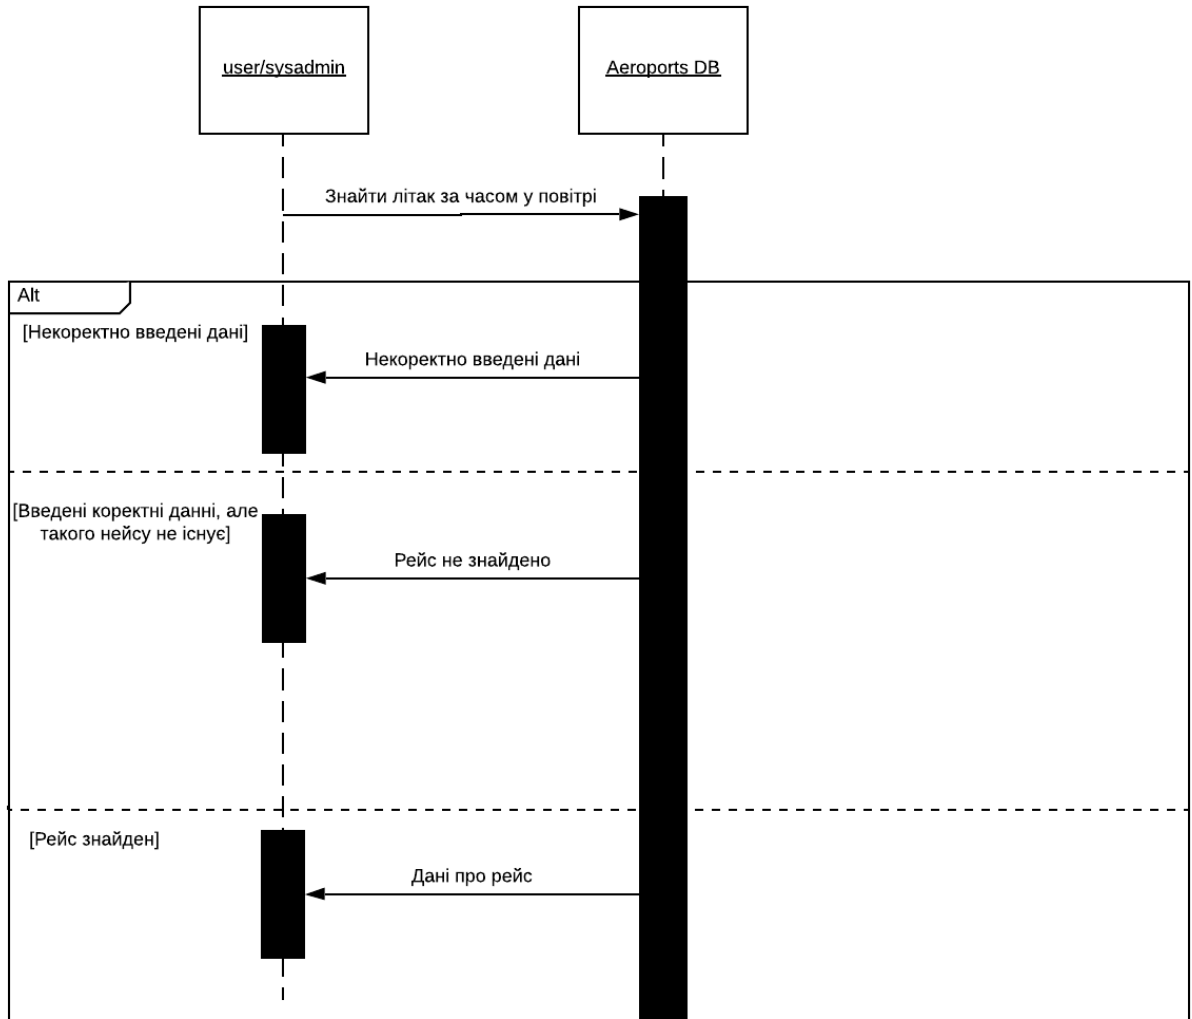 user/sysadmin
Aeroports DB
Знайти літак за часом у повітрі
Alt
[Некоректно введені дані]
Некоректно введені дані
[Введені коректні данні, але
такого нейсу не існує]
Рейс не знайдено
[Рейс знайден]
Дані про рейс